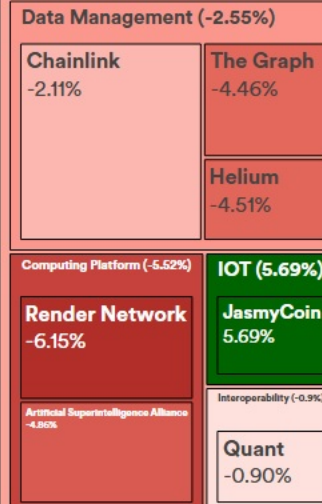 Data Management (-2.55%)
Chainlink
-2.11%
The Graph
-4.46%
Helium
-4.51%
Computing Platform (-5.52%)
Render Network
-6.15%
Artificial Superintelligence Alliance
-4.86%
IOT (5.69%)
JasmyCoin
5.69%
Interoperability (-0.9%
Quant
-0.90%